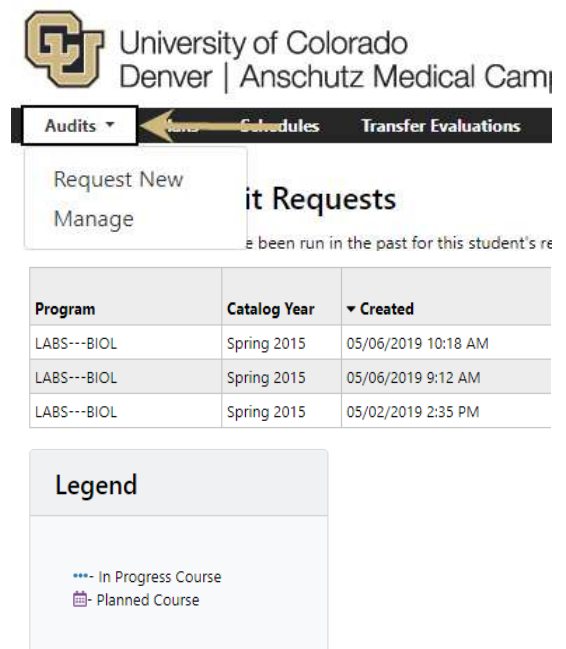 University of Colorado
Denver | Anschutz Medical Camp
Audits Schedules Transfer Evaluations
Request New
Manage
it Requests
e been run in the past for this student's re
Program Catalog Year Created
LABS---BIOL Spring 2015 05/06/2019 10:18 AM
LABS---BIOL Spring 2015 05/06/2019 9:12 AM
LABS---BIOL Spring 2015 05/02/2019 2:35 PM
Legend
•••- In Progress Course
- Planned Course